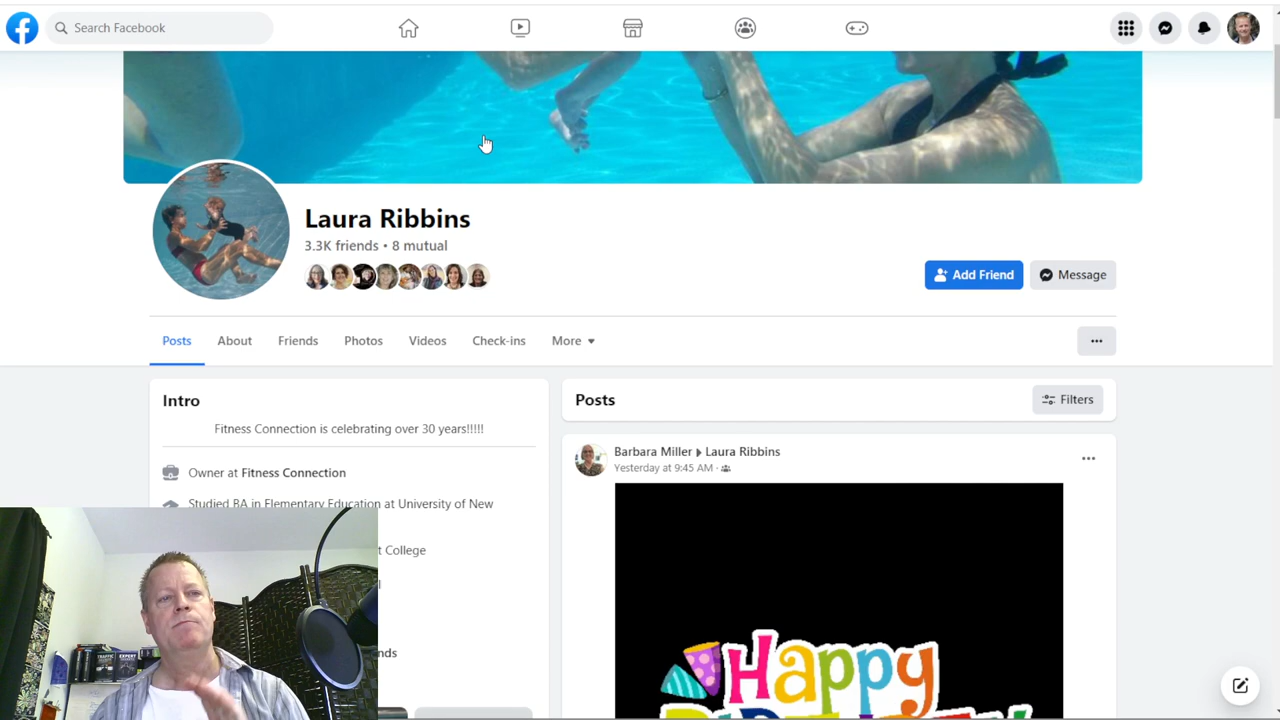 Search Facebook
Laura Ribbins
3.3K friends • 8 mutual
Add Friend
Message
Posts
About
Friends
Photos
Videos
Check-ins
More
Intro
Fitness Connection is celebrating over 30 years!!!!!
Owner at Fitness Connection
Studied BA in Elementary Education at University of New
t College
l
nds
Posts
Filters
Barbara Miller Laura Ribbins
Yesterday at 9:45 AM ·
Happy